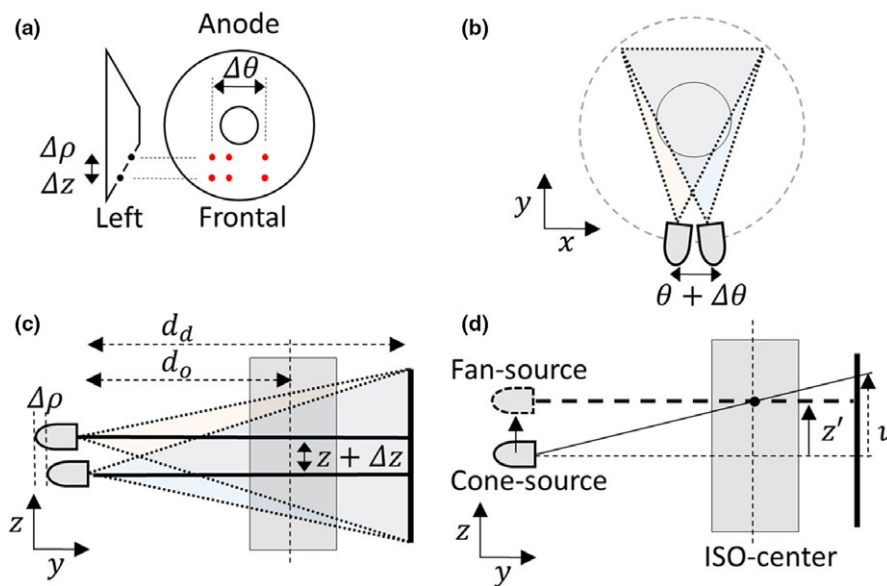 (a)
Anode
Δθ
Δρ
Δz
Left
Frontal
(b)
y
x
θ + Δθ
(c)
d_d
d_o
Δρ
z + Δz
z
y
(d)
Fan-source
z′
Cone-source
z
y
ISO-center